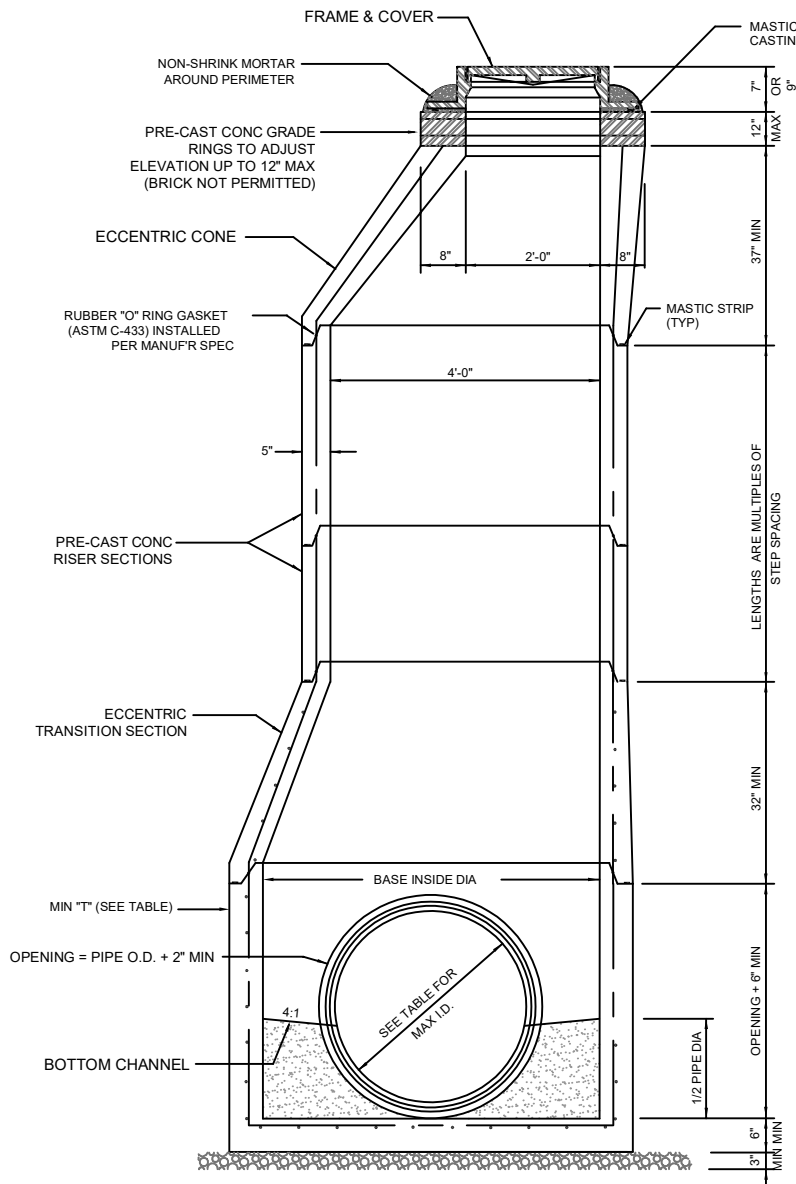 FRAME & COVER
MASTIC
CASTIN
NON-SHRINK MORTAR
AROUND PERIMETER
7"
OR
9"
12"
MAX
PRE-CAST CONC GRADE
RINGS TO ADJUST
ELEVATION UP TO 12" MAX
(BRICK NOT PERMITTED)
ECCENTRIC CONE
8"
2'-0"
8"
37" MIN
RUBBER "O" RING GASKET
(ASTM C-433) INSTALLED
PER MANUF'R SPEC
MASTIC STRIP
(TYP)
4'-0"
5"
PRE-CAST CONC
RISER SECTIONS
LENGTHS ARE MULTIPLES OF
STEP SPACING
ECCENTRIC
TRANSITION SECTION
32" MIN
BASE INSIDE DIA
MIN "T" (SEE TABLE)
OPENING = PIPE O.D. + 2" MIN
SEE TABLE FOR
MAX I.D.
4:1
OPENING + 6" MIN
BOTTOM CHANNEL
1/2 PIPE DIA
6"
MIN
3"
MIN